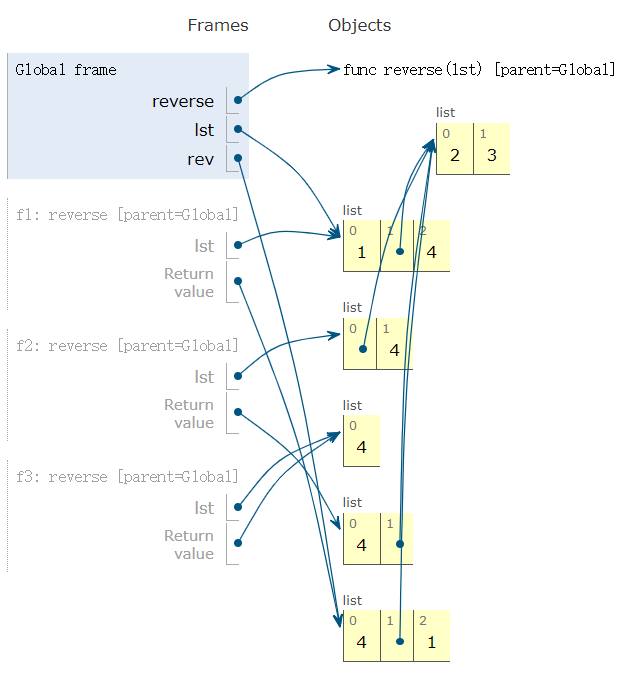 Frames Objects
Global frame
func reverse(lst) [parent=Global]
reverse
lst
rev
list
0 1
2 3
f1: reverse [parent=Global]
lst
Return
value
list
0 1 2
1 4
f2: reverse [parent=Global]
lst
Return
value
list
0 1
4
list
0
4
f3: reverse [parent=Global]
lst
Return
value
list
0 1
4
list
0 1 2
4 1